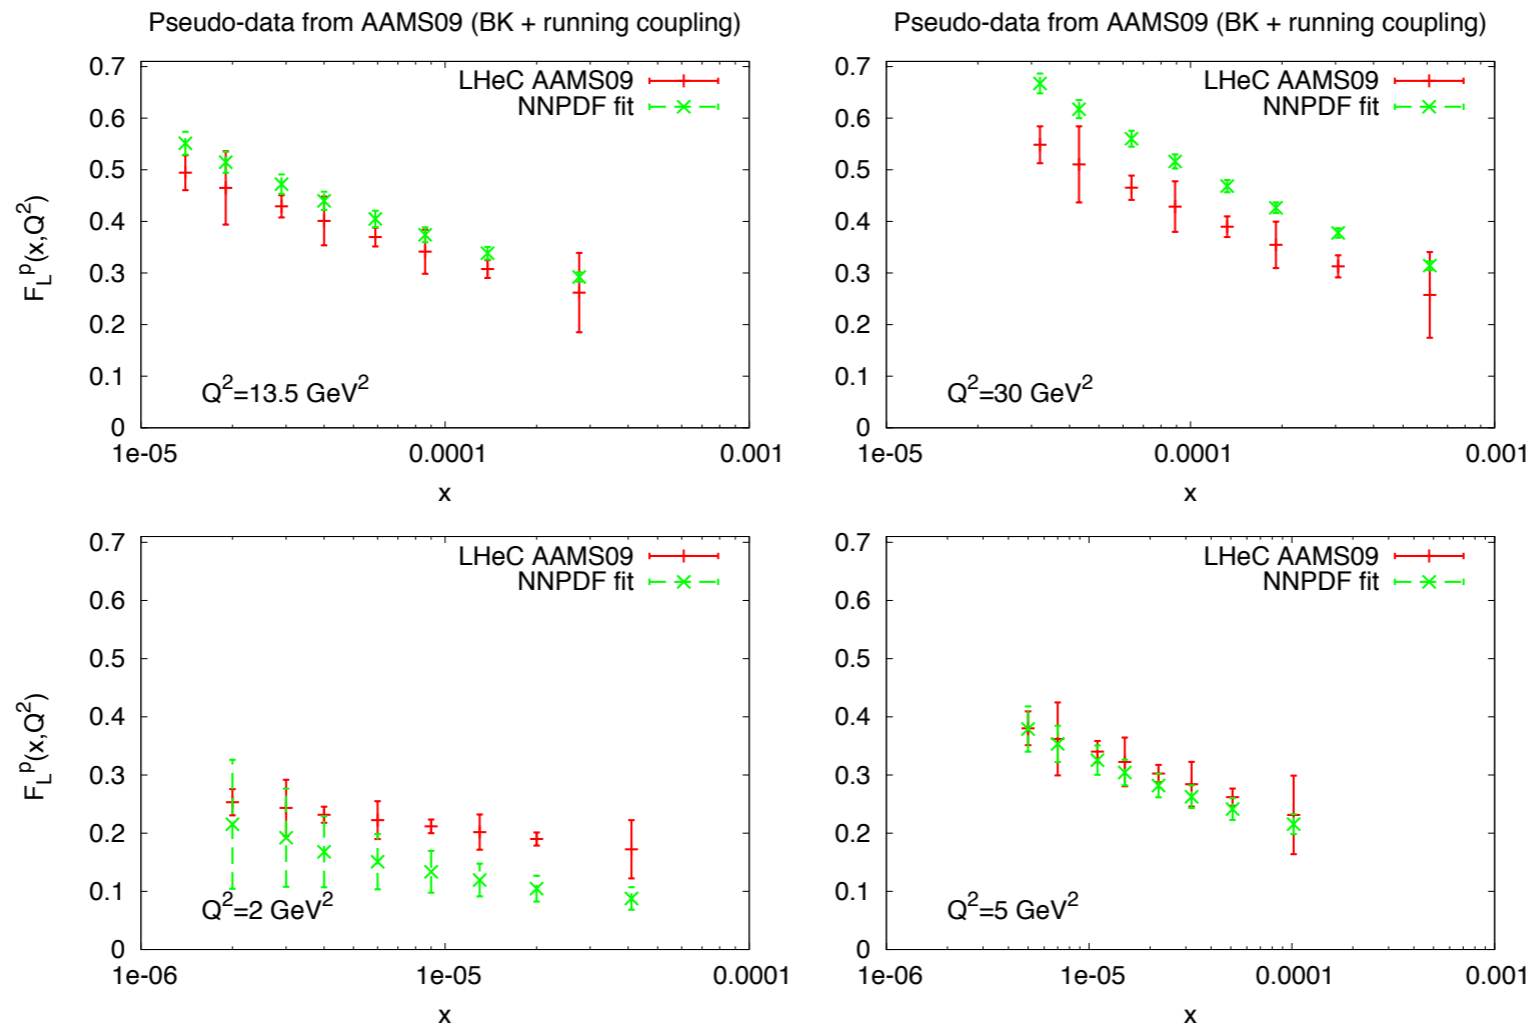 Pseudo-data from AAMS09 (BK + running coupling)
0.7
0.6
0.5
0.4
0.3
0.2
0.1
0
F_L^p(x,Q^2)
LHeC AAMS09
NNPDF fit
Q^2=13.5 GeV^2
1e-05 0.0001 0.001
x
Pseudo-data from AAMS09 (BK + running coupling)
0.7
0.6
0.5
0.4
0.3
0.2
0.1
0
LHeC AAMS09
NNPDF fit
Q^2=30 GeV^2
1e-05 0.0001 0.001
x
0.7
0.6
0.5
0.4
0.3
0.2
0.1
0
F_L^p(x,Q^2)
LHeC AAMS09
NNPDF fit
Q^2=2 GeV^2
1e-06 1e-05 0.0001
x
0.7
0.6
0.5
0.4
0.3
0.2
0.1
0
LHeC AAMS09
NNPDF fit
Q^2=5 GeV^2
1e-06 1e-05 0.0001 0.001
x